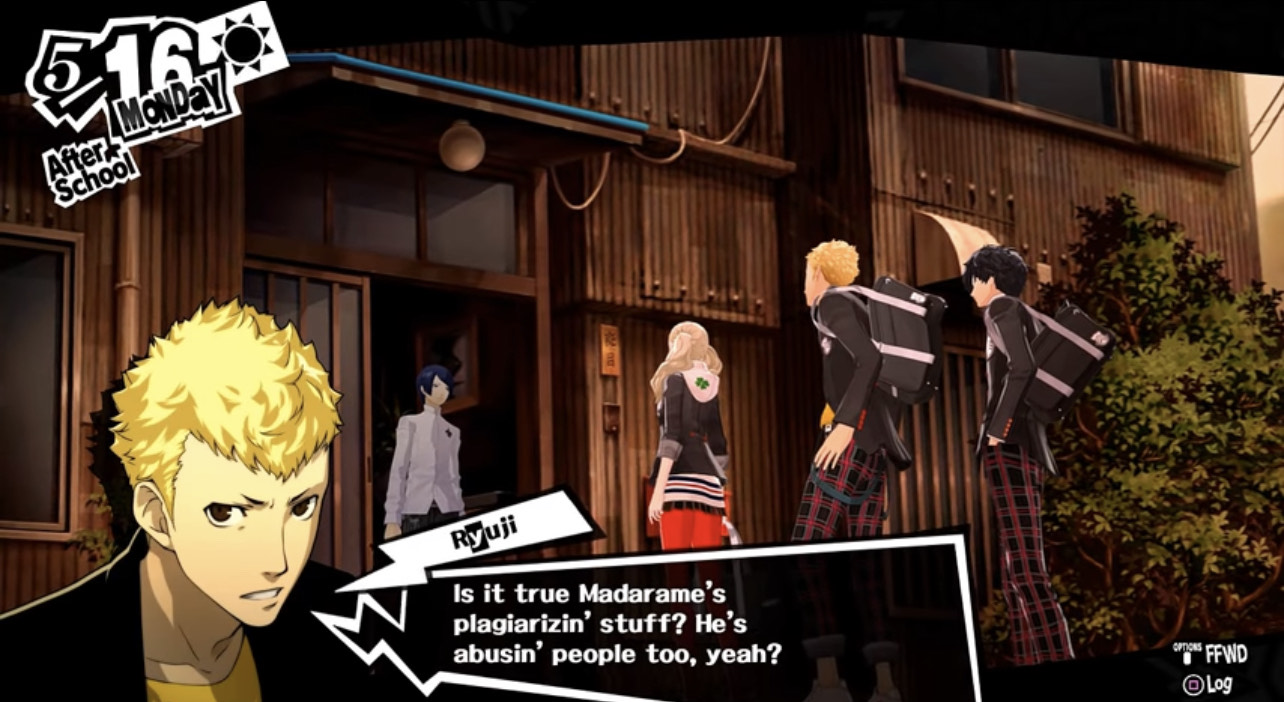 5/16
MONDAY
After
School
Ryuji
Is it true Madarame's
plagiarizin' stuff? He's
abusin' people too, yeah?
OPTIONS FFWD
Log